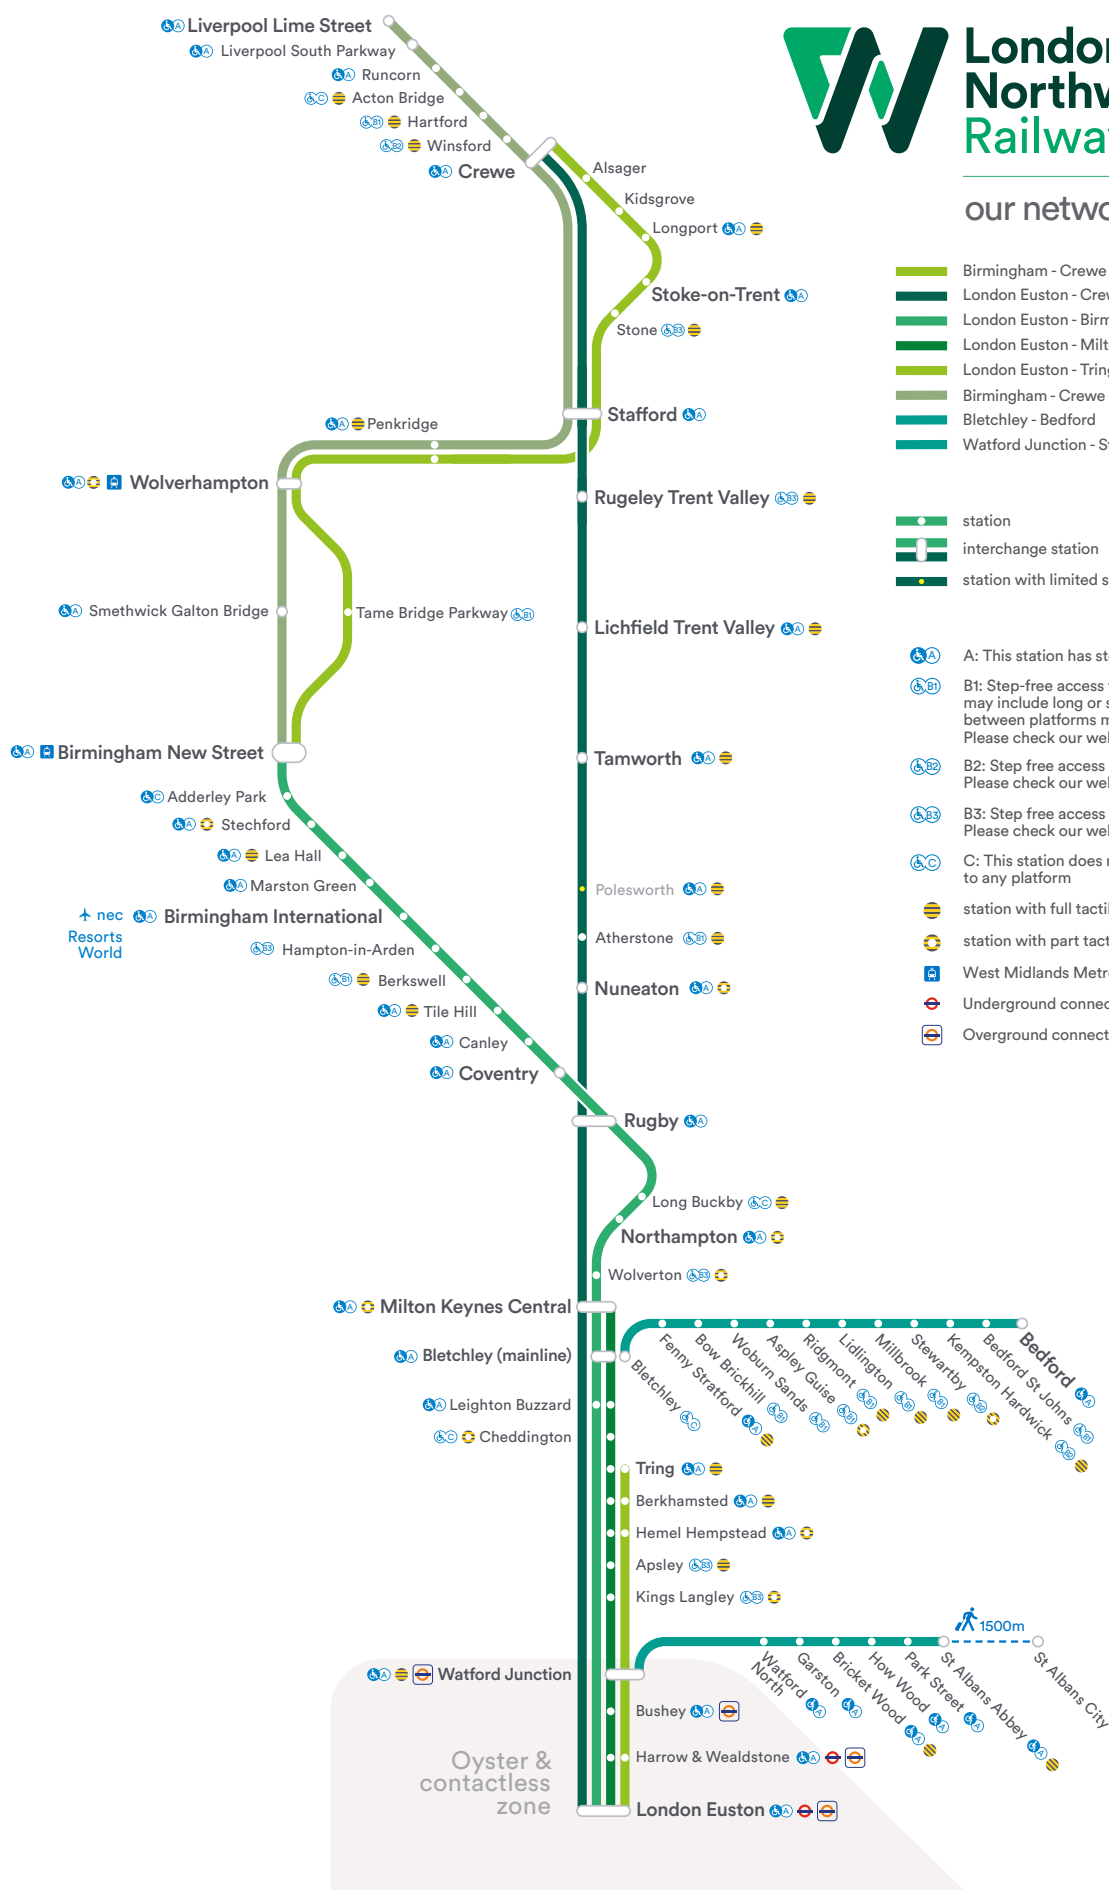 Liverpool Lime Street
Liverpool South Parkway
Runcorn
Acton Bridge
Hartford
Winsford
Crewe
Alsager
Kidsgrove
Longport
Stoke-on-Trent
Stone
Stafford
Penkridge
Wolverhampton
Rugeley Trent Valley
Smethwick Galton Bridge
Tame Bridge Parkway
Lichfield Trent Valley
Birmingham New Street
Tamworth
Adderley Park
Stechford
Lea Hall
Marston Green
Polesworth
nec
Resorts
World
Birmingham International
Atherstone
Hampton-in-Arden
Berkswell
Nuneaton
Tile Hill
Canley
Coventry
Rugby
Long Buckby
Northampton
Wolverton
Milton Keynes Central
Bletchley (mainline)
Bletchley
Fenny Stratford
Bow Brickhill
Woburn Sands
Aspley Guise
Ridgmont
Lidlington
Millbrook
Stewartby
Kempston Hardwick
Bedford St Johns
Bedford
Leighton Buzzard
Cheddington
Tring
Berkhamsted
Hemel Hempstead
Apsley
Kings Langley
1500m
Watford Junction
Watford
North
Garston
Bricket Wood
How Wood
Park Street
St Albans Abbey
St Albans City
Bushey
Harrow & Wealdstone
London Euston
Oyster &
contactless
zone
London
Northw
Railway
our netwo
Birmingham - Crewe
London Euston - Crew
London Euston - Birm
London Euston - Milt
London Euston - Tring
Birmingham - Crewe
Bletchley - Bedford
Watford Junction - St
station
interchange station
station with limited s
A: This station has ste
B1: Step-free access
may include long or s
between platforms m
Please check our web
B2: Step free access
Please check our web
B3: Step free access
Please check our web
C: This station does n
to any platform
station with full tactil
station with part tact
West Midlands Metr
Underground connec
Overground connect